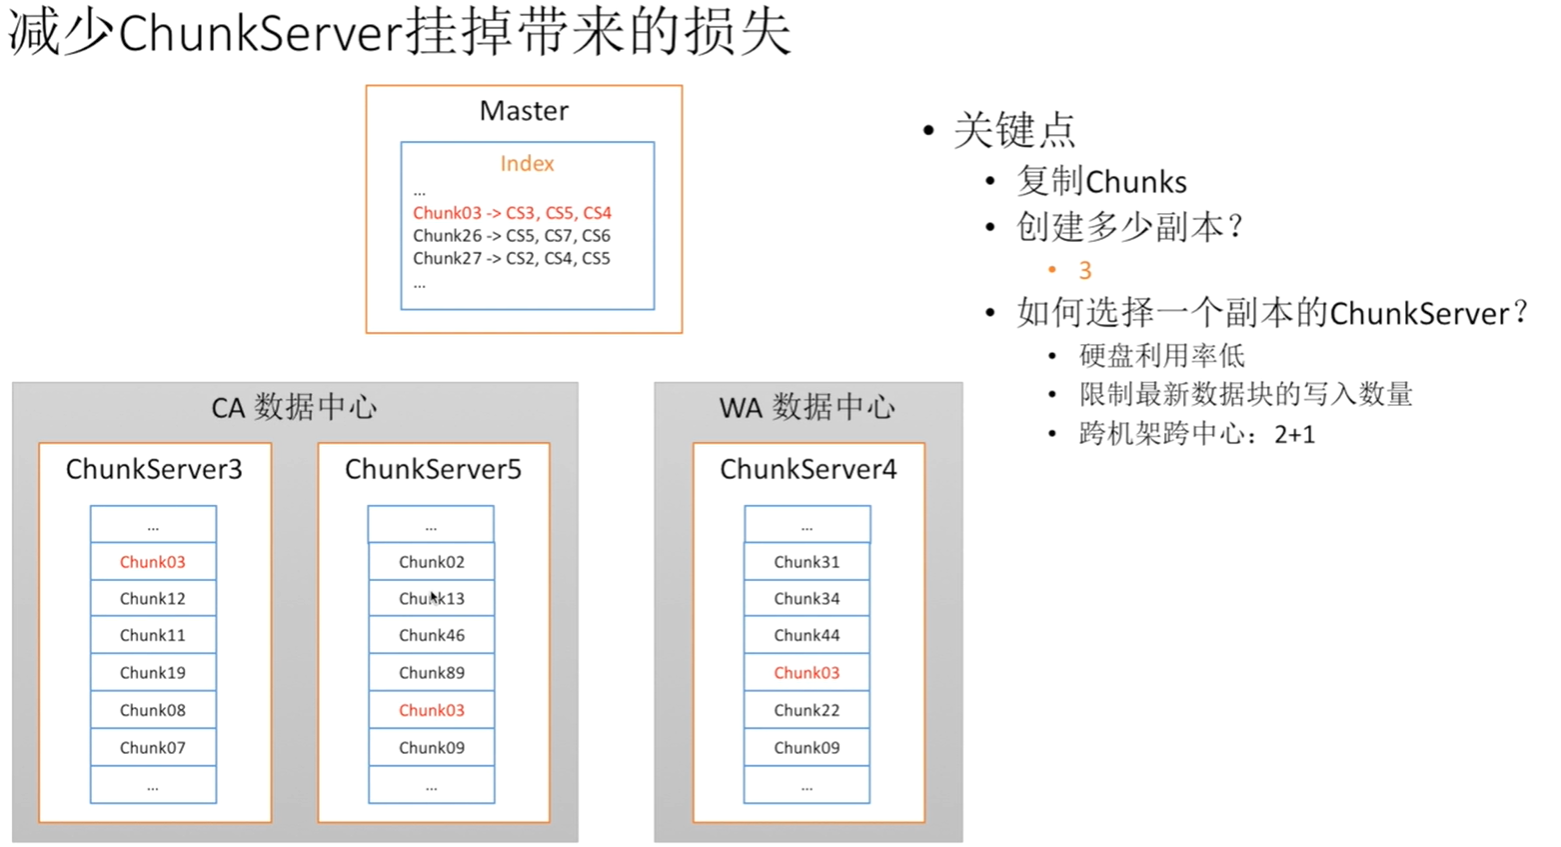 减少ChunkServer挂掉带来的损失
Master
Index
...
Chunk03 -> CS3, CS5, CS4
Chunk26 -> CS5, CS7, CS6
Chunk27 -> CS2, CS4, CS5
...
• 关键点
• 复制Chunks
• 创建多少副本？
• 3
• 如何选择一个副本的ChunkServer？
• 硬盘利用率低
• 限制最新数据块的写入数量
• 跨机架跨中心：2+1
CA 数据中心
ChunkServer3
...
Chunk03
Chunk12
Chunk11
Chunk19
Chunk08
Chunk07
...
ChunkServer5
...
Chunk02
Chunk13
Chunk46
Chunk89
Chunk03
Chunk09
...
WA 数据中心
ChunkServer4
...
Chunk31
Chunk34
Chunk44
Chunk03
Chunk22
Chunk09
...